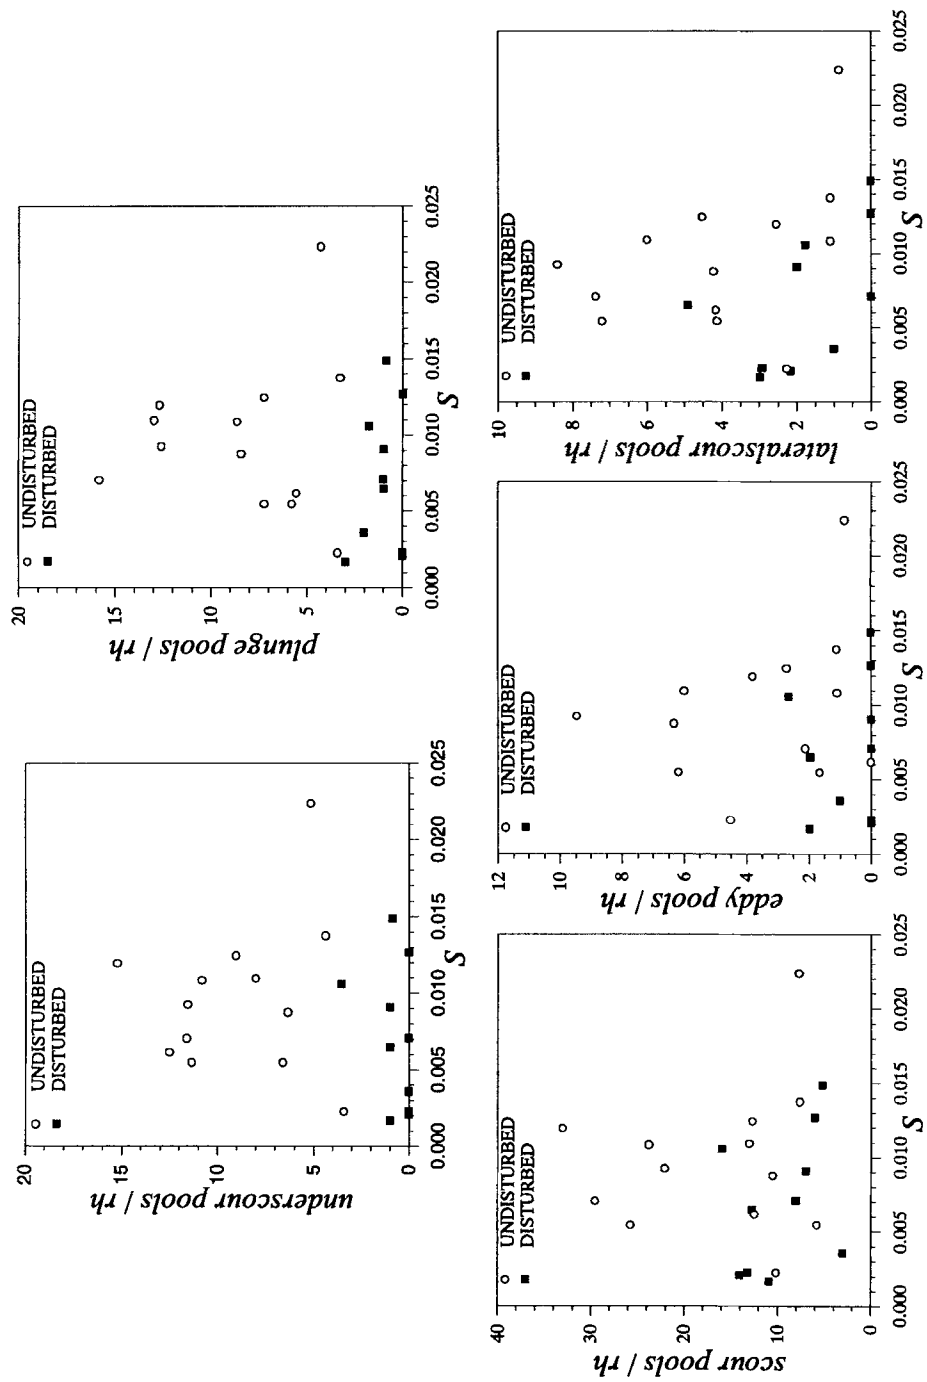 20
UNDISTURBED
DISTURBED
15
10
5
0
underscour pools / rh
0.000 0.005 0.010 0.015 0.020 0.025
S
20
UNDISTURBED
DISTURBED
15
10
5
0
plunge pools / rh
0.000 0.005 0.010 0.015 0.020 0.025
S
40
UNDISTURBED
DISTURBED
30
20
10
0
scour pools / rh
0.000 0.005 0.010 0.015 0.020 0.025
S
12
UNDISTURBED
DISTURBED
10
8
6
4
2
0
eddy pools / rh
0.000 0.005 0.010 0.015 0.020 0.025
S
10
UNDISTURBED
DISTURBED
8
6
4
2
0
lateralscour pools / rh
0.000 0.005 0.010 0.015 0.020 0.025
S